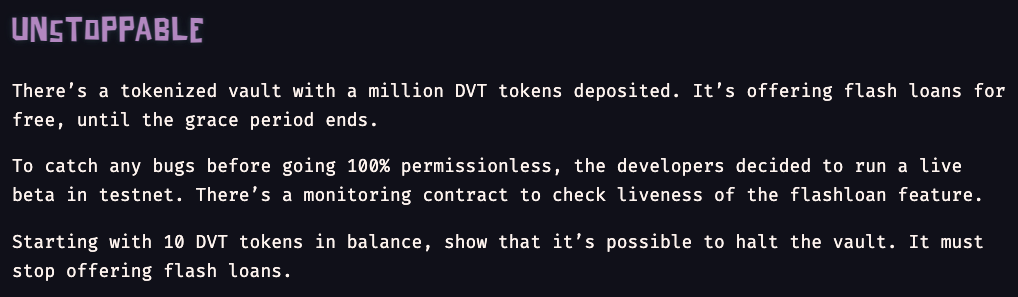 UNSTOPPABLE
There’s a tokenized vault with a million DVT tokens deposited. It’s offering flash loans for
free, until the grace period ends.
To catch any bugs before going 100% permissionless, the developers decided to run a live
beta in testnet. There’s a monitoring contract to check liveness of the flashloan feature.
Starting with 10 DVT tokens in balance, show that it’s possible to halt the vault. It must
stop offering flash loans.